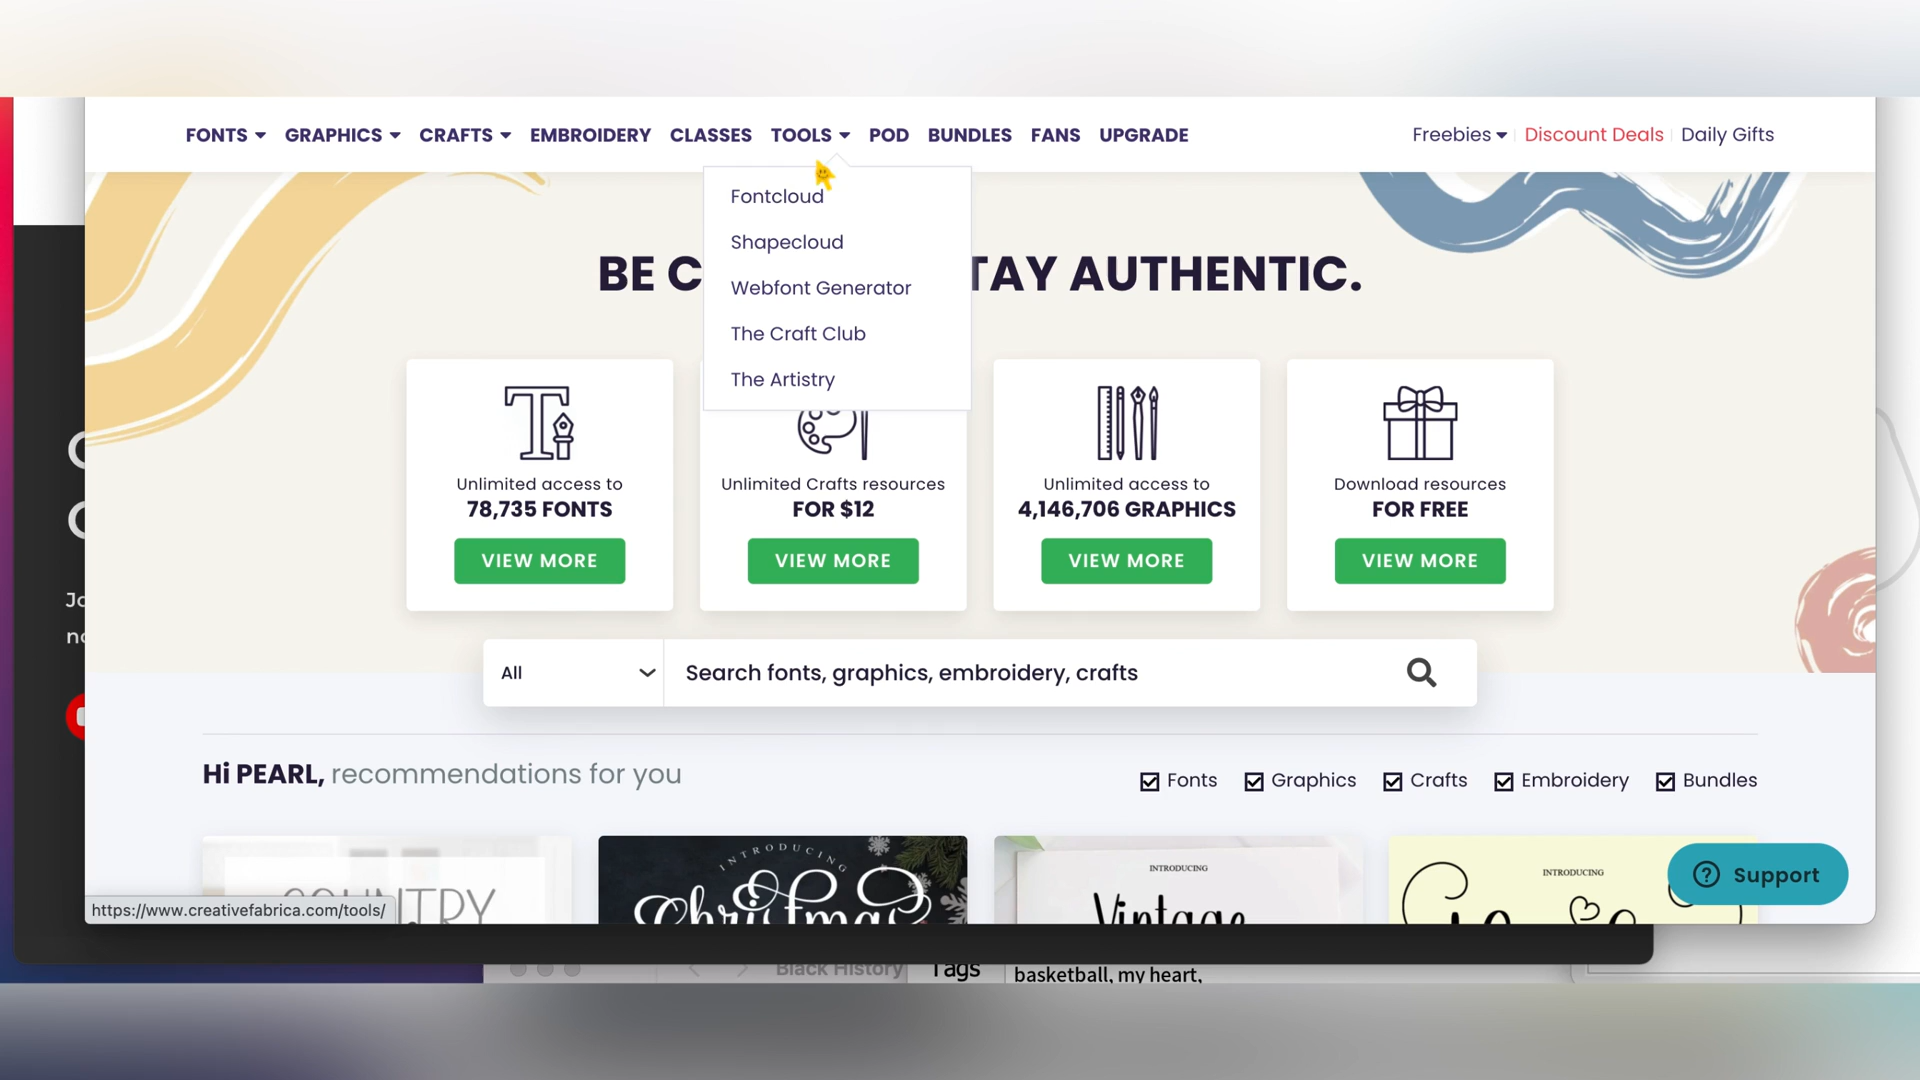 FONTS GRAPHICS CRAFTS EMBROIDERY CLASSES TOOLS POD BUNDLES FANS UPGRADE Freebies Discount Deals Daily Gifts
Fontcloud
Shapecloud
Webfont Generator
The Craft Club
The Artistry
BE C TAY AUTHENTIC.
Unlimited access to
78,735 FONTS
VIEW MORE
Unlimited Crafts resources
FOR $12
VIEW MORE
Unlimited access to
4,146,706 GRAPHICS
VIEW MORE
Download resources
FOR FREE
VIEW MORE
All Search fonts, graphics, embroidery, crafts
Hi PEARL, recommendations for you
Fonts Graphics Crafts Embroidery Bundles
INTRODUCING
Christmas
INTRODUCING
Vintage
INTRODUCING
Support
https://www.creativefabrica.com/tools/
Black History Tags basketball, my heart,